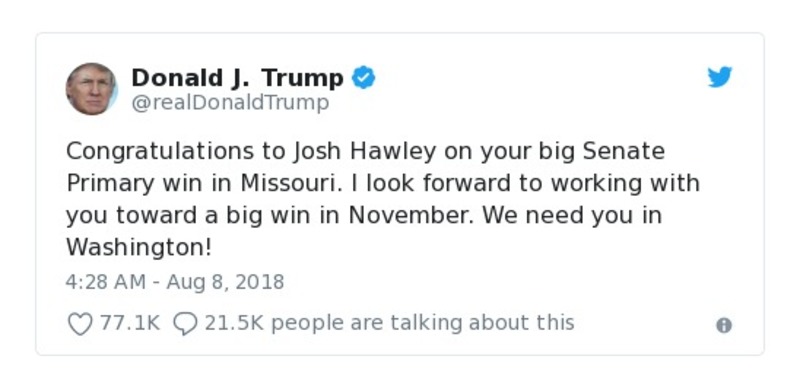 Donald J. Trump
@realDonaldTrump
Congratulations to Josh Hawley on your big Senate
Primary win in Missouri. I look forward to working with
you toward a big win in November. We need you in
Washington!
4:28 AM - Aug 8, 2018
77.1K 21.5K people are talking about this